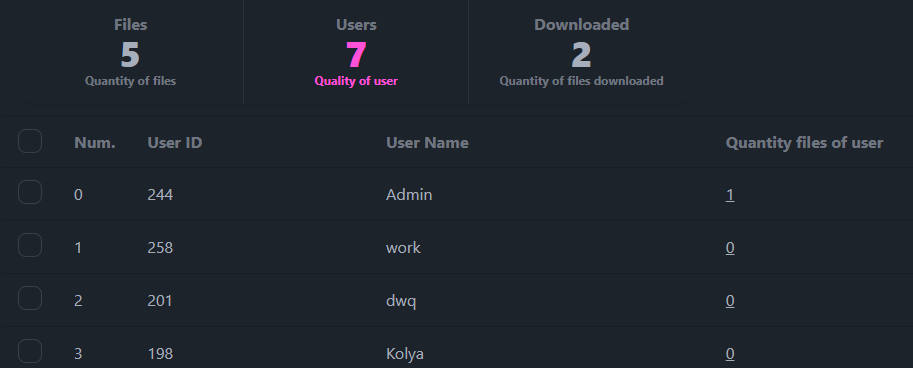 Files Users Downloaded
5 7 2
Quantity of files Quality of user Quantity of files downloaded
Num. User ID User Name Quantity files of user
0 244 Admin 1
1 258 work 0
2 201 dwq 0
3 198 Kolya 0